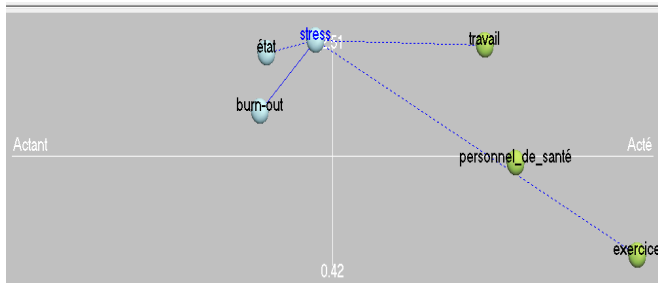 stress
travail
état
burn-out
Actant
Acté
personnel_de_santé
exercice
0.42